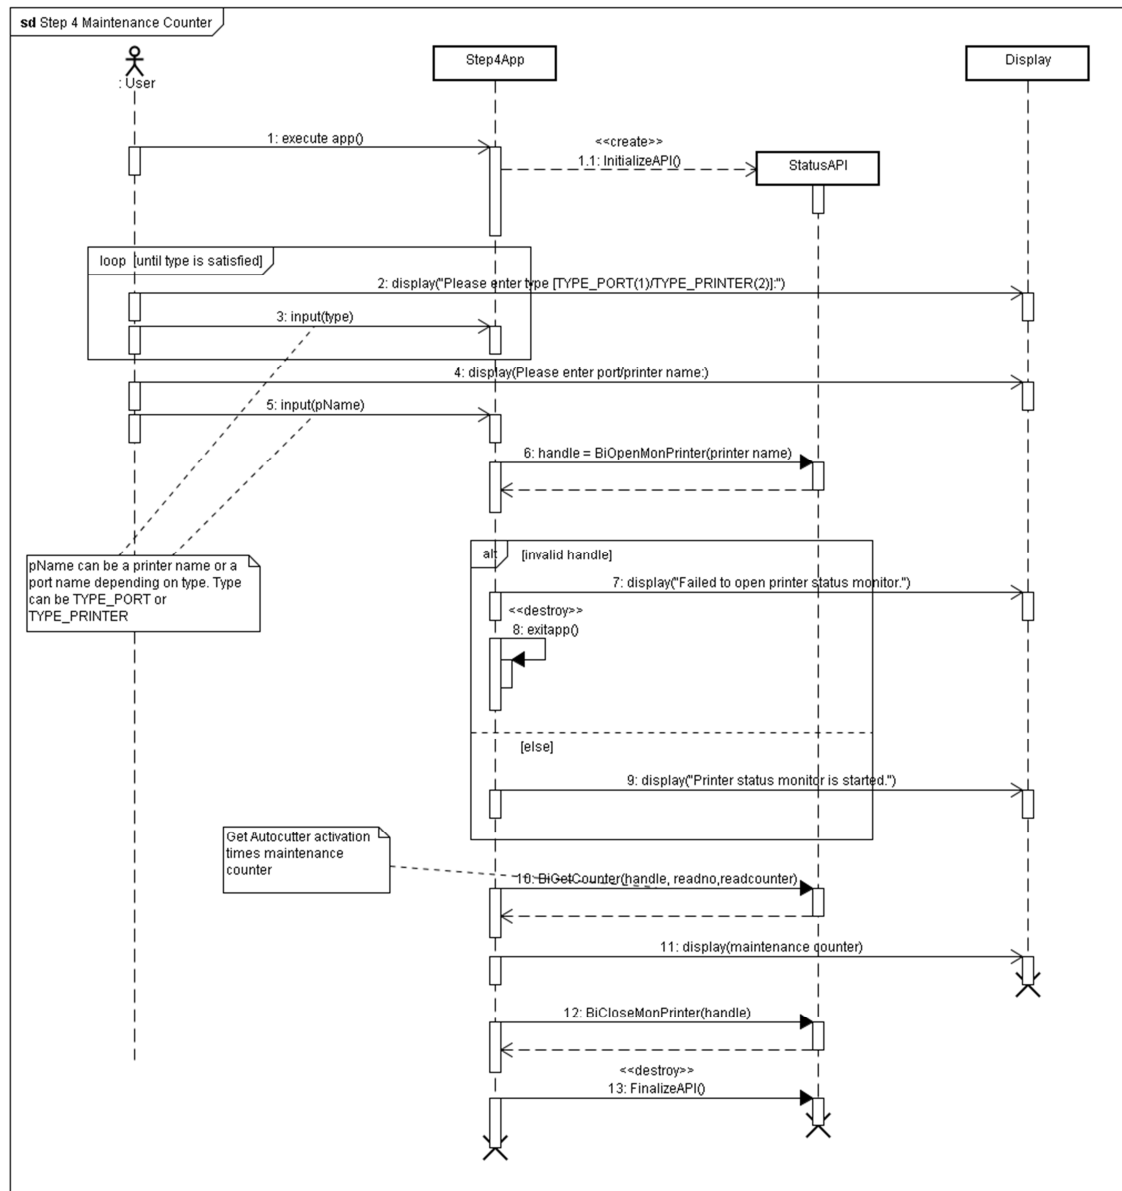 sd Step 4 Maintenance Counter
: User
Step4App
Display
1: execute app()
<<create>>
1.1: InitializeAPI()
StatusAPI
loop [until type is satisfied]
2: display("Please enter type [TYPE_PORT(1)/TYPE_PRINTER(2)]:")
3: input(type)
4: display(Please enter port/printer name:)
5: input(pName)
6: handle = BiOpenMonPrinter(printer name)
alt [invalid handle]
pName can be a printer name or a
port name depending on type. Type
can be TYPE_PORT or
TYPE_PRINTER
7: display("Failed to open printer status monitor.")
<<destroy>>
8: exitapp()
[else]
9: display("Printer status monitor is started.")
Get Autocutter activation
times maintenance
counter
10: BiGetCounter(handle, readno,readcounter)
11: display(maintenance counter)
12: BiCloseMonPrinter(handle)
<<destroy>>
13: FinalizeAPI()